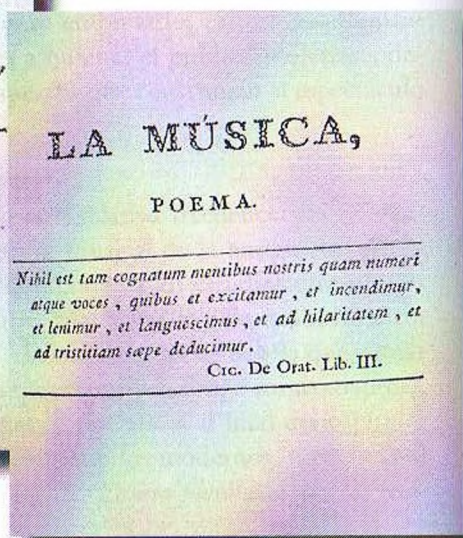 LA MÚSICA,
POEMA.
Nihil est tam cognatum mentibus nostris quam numeri
atque voces, quibus et excitamur, et incendimur,
et lenimur, et languescimus, et ad hilaritatem, et
ad tristitiam sæpe deducimur.
CIC. De Orat. Lib. III.